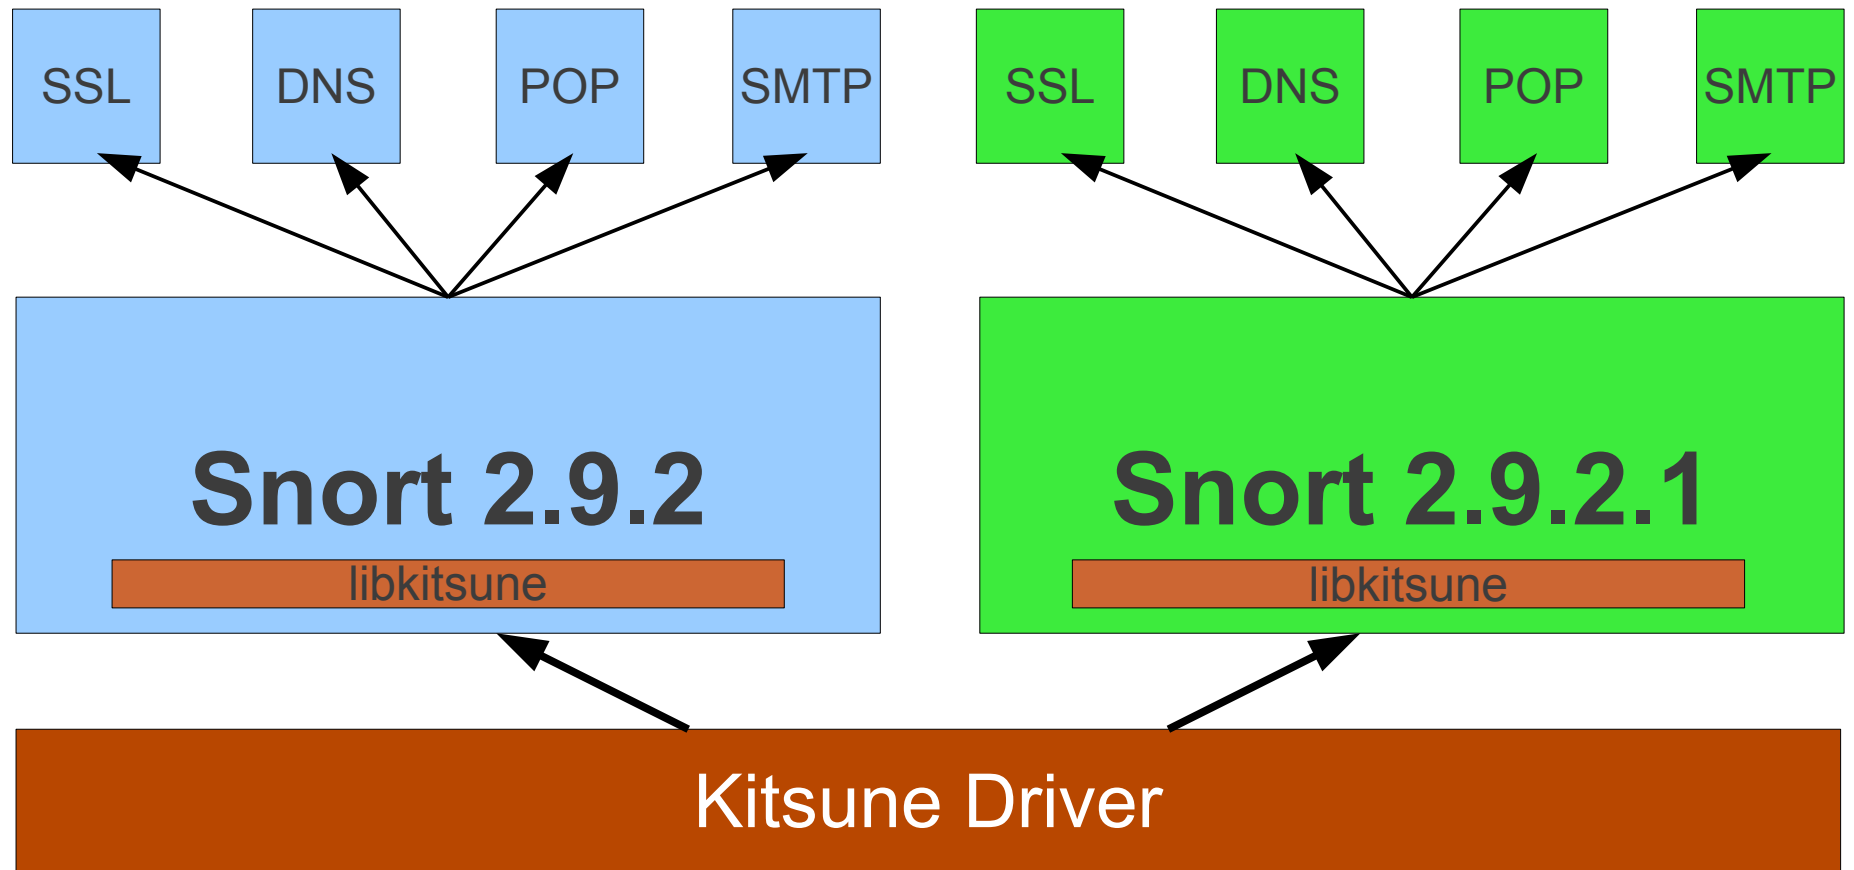 SSL DNS POP SMTP SSL DNS POP SMTP
Snort 2.9.2 Snort 2.9.2.1
libkitsune libkitsune
Kitsune Driver